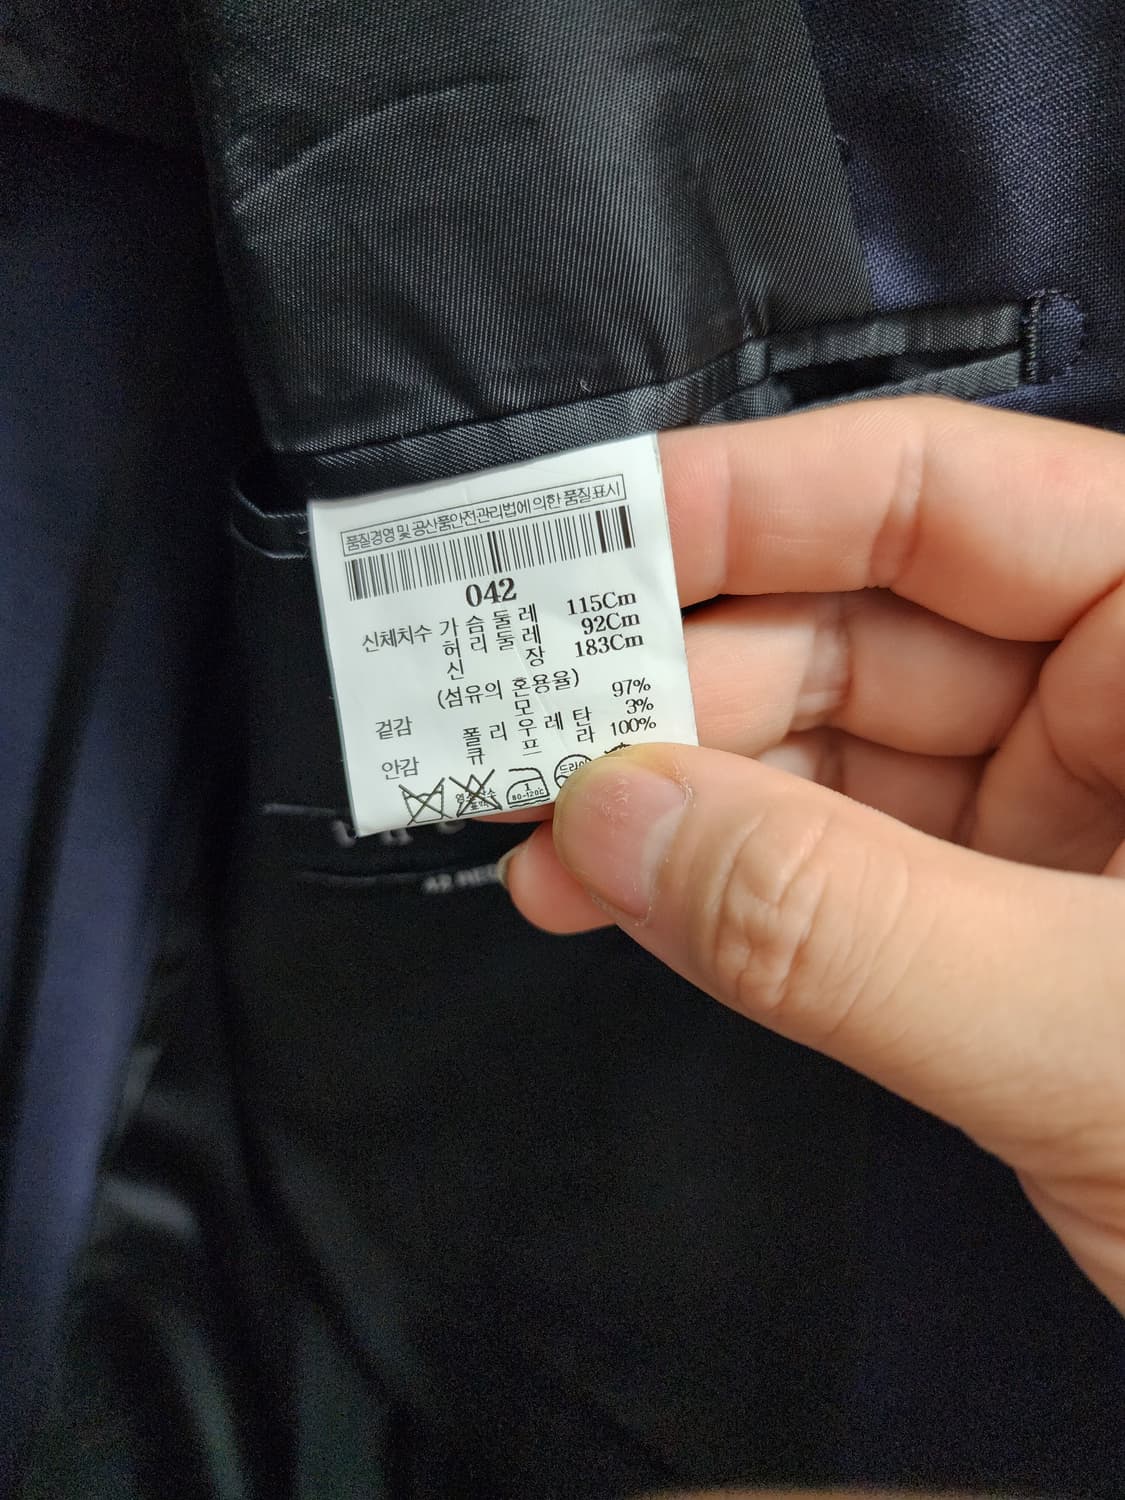 품질경영 및 공산품안전관리법에 의한 품질표시
042
신체치수 가슴둘레 115Cm
허리둘레 92Cm
신장 183Cm
(섬유의 혼용율)
겉감 모 97%
폴리우레탄 3%
안감 큐프라 100%
드라이
1
80-120C
42